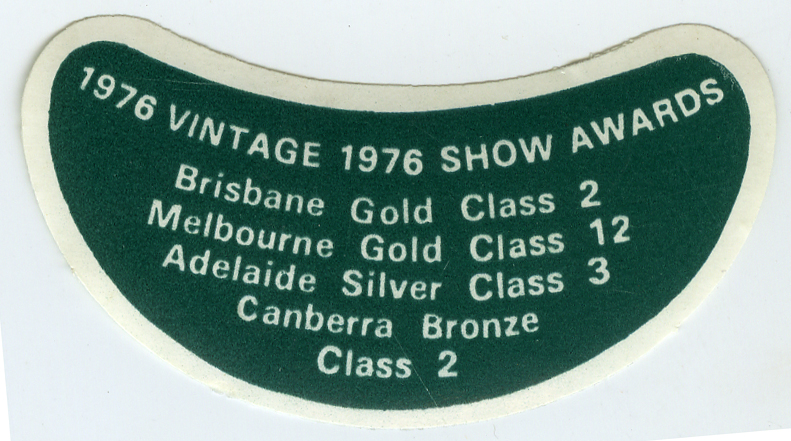 1976 VINTAGE 1976 SHOW AWARDS
Brisbane Gold Class 2
Melbourne Gold Class 12
Adelaide Silver Class 3
Canberra Bronze
Class 2